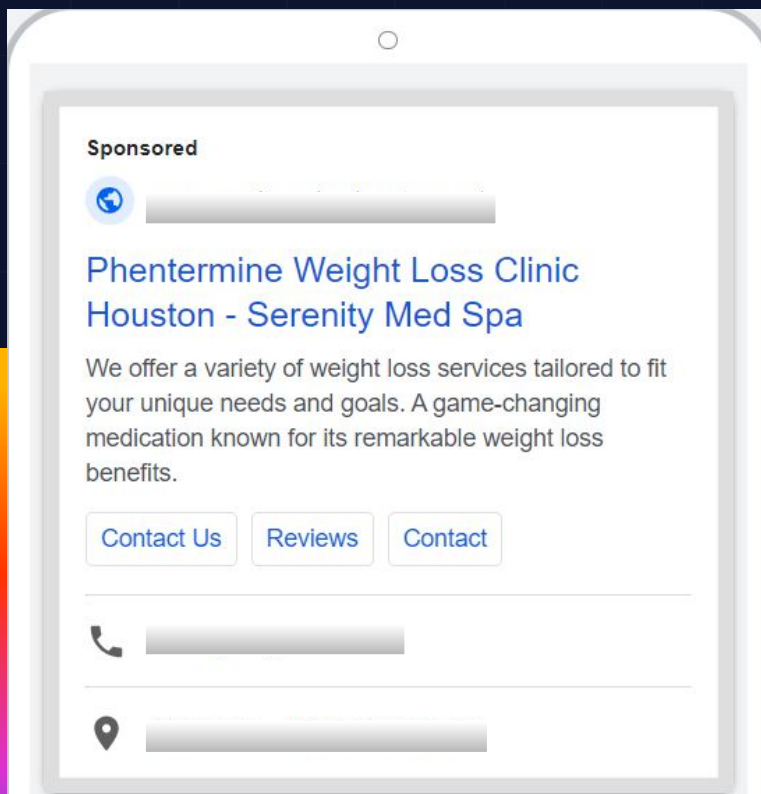 Sponsored
Phentermine Weight Loss Clinic
Houston - Serenity Med Spa
We offer a variety of weight loss services tailored to fit
your unique needs and goals. A game-changing
medication known for its remarkable weight loss
benefits.
Contact Us Reviews Contact